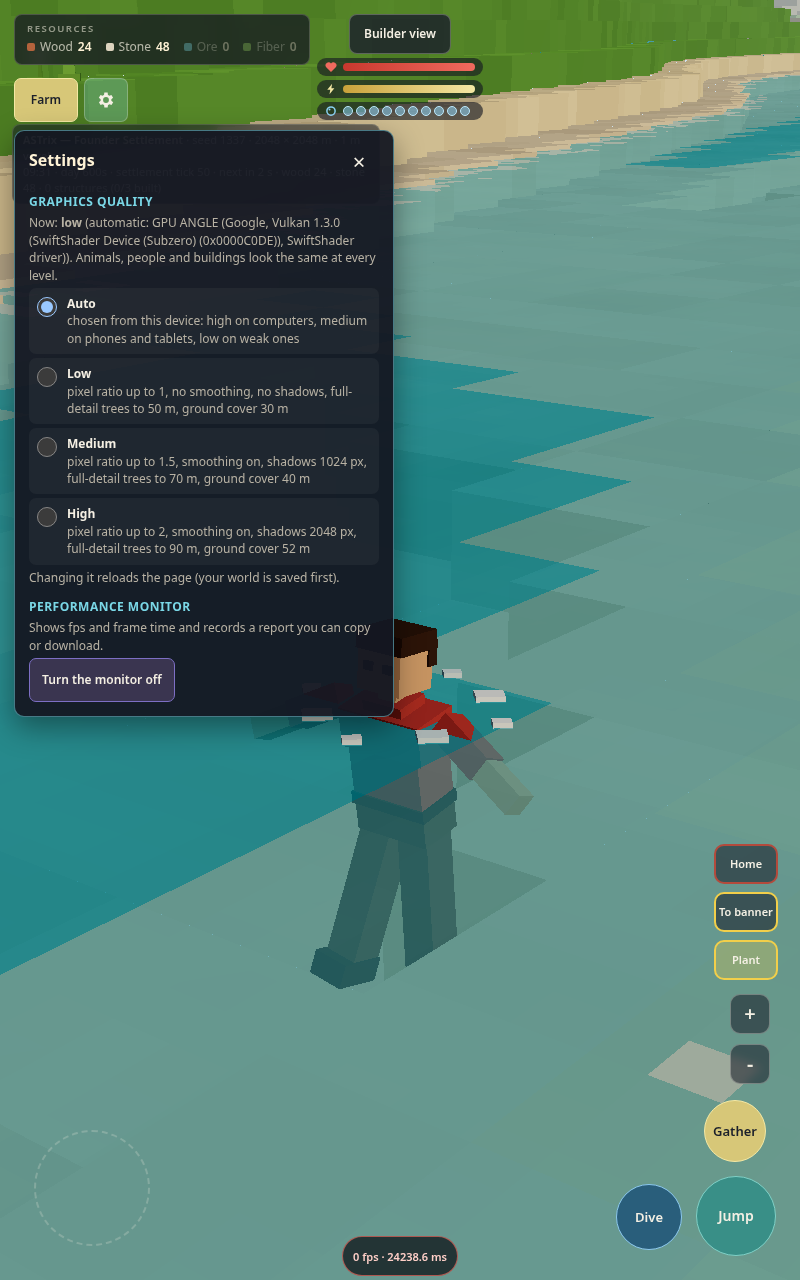 RESOURCES
Wood 24 Stone 48 Ore 0 Fiber 0
Builder view
Farm
Settings
GRAPHICS QUALITY
Now: low (automatic: GPU ANGLE (Google, Vulkan 1.3.0
(SwiftShader Device (Subzero) (0x0000C0DE)), SwiftShader
driver)). Animals, people and buildings look the same at every
level.
Auto
chosen from this device: high on computers, medium
on phones and tablets, low on weak ones
Low
pixel ratio up to 1, no smoothing, no shadows, full-
detail trees to 50 m, ground cover 30 m
Medium
pixel ratio up to 1.5, smoothing on, shadows 1024 px,
full-detail trees to 70 m, ground cover 40 m
High
pixel ratio up to 2, smoothing on, shadows 2048 px,
full-detail trees to 90 m, ground cover 52 m
Changing it reloads the page (your world is saved first).
PERFORMANCE MONITOR
Shows fps and frame time and records a report you can copy
or download.
Turn the monitor off
Home
To banner
Plant
+
-
Gather
Dive
Jump
0 fps · 24238.6 ms